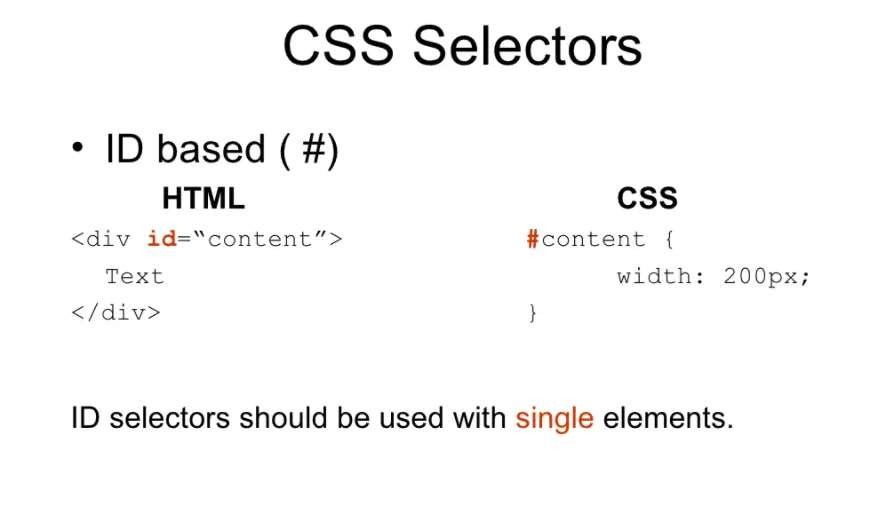 CSS Selectors
• ID based ( #)
HTML
<div id=“content”>
Text
</div>
CSS
#content {
width: 200px;
}
ID selectors should be used with single elements.